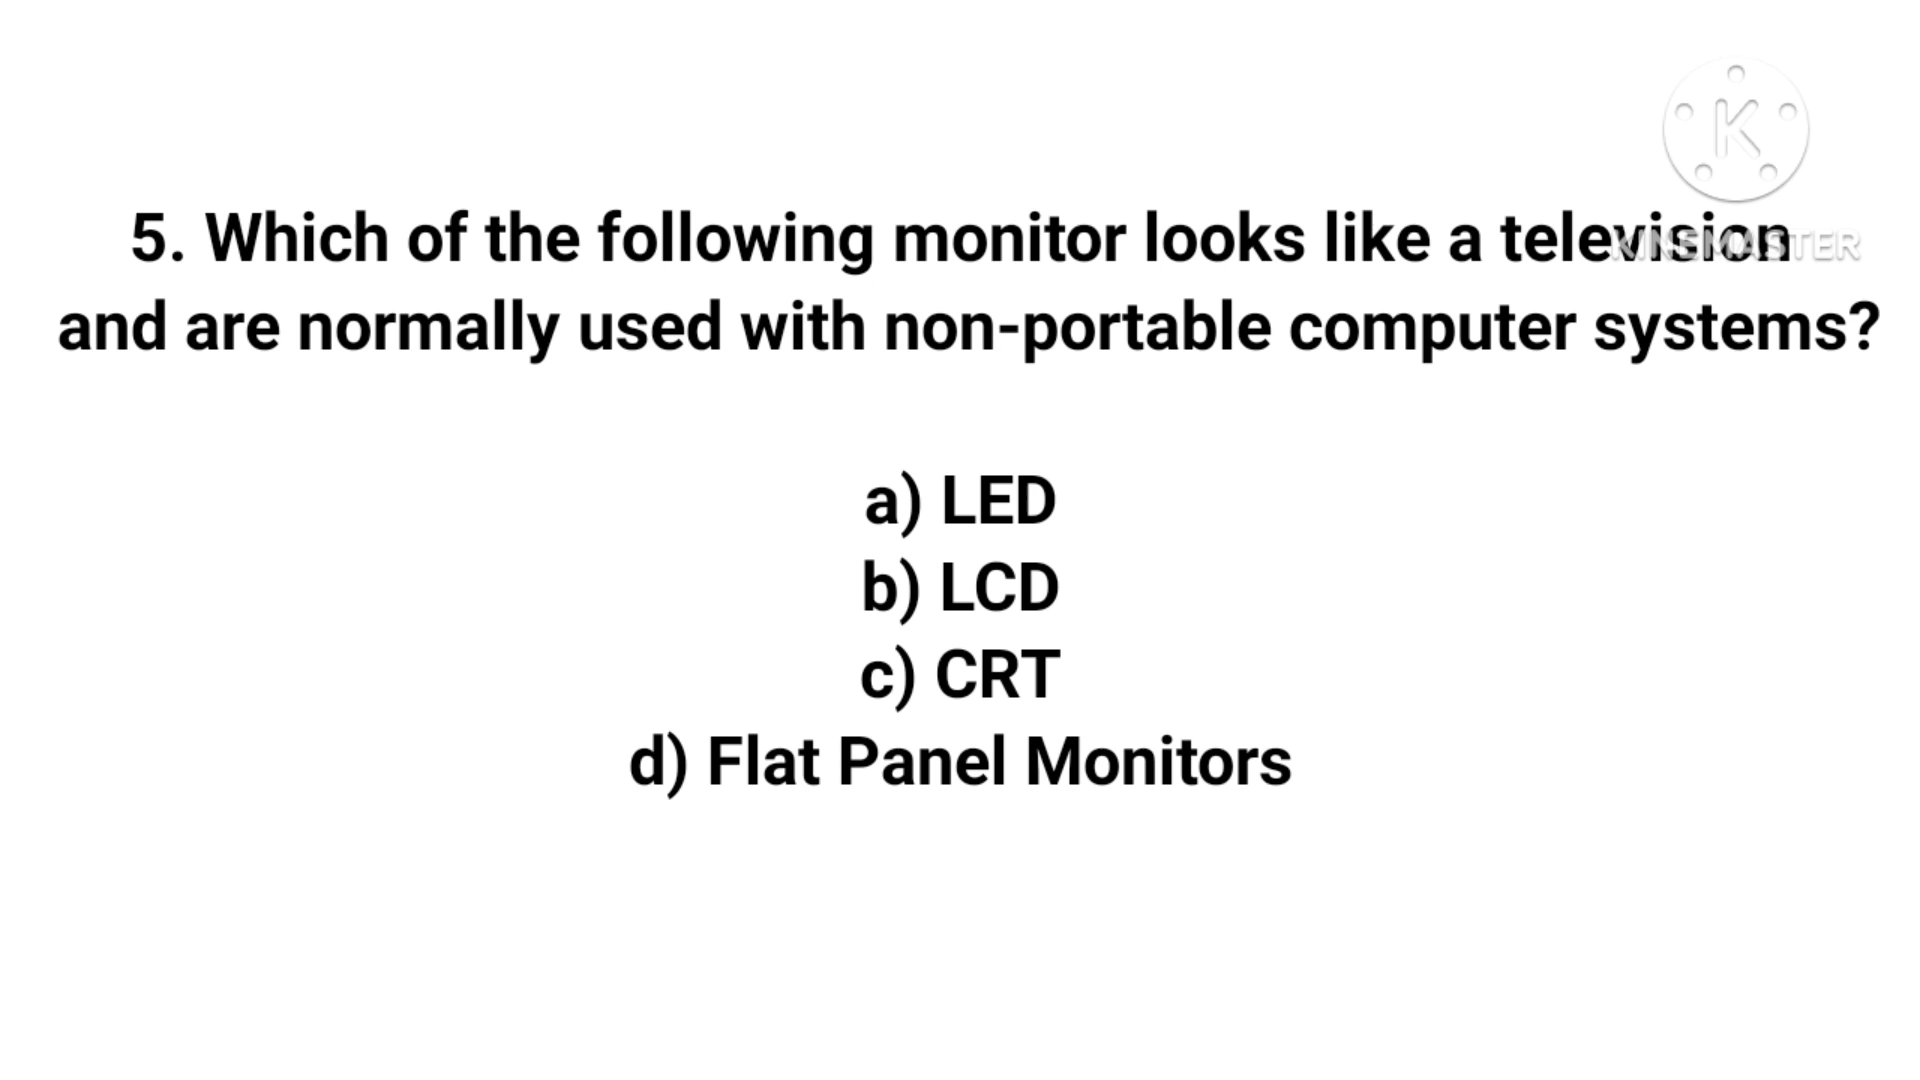 K
KINEMASTER
5. Which of the following monitor looks like a television
and are normally used with non-portable computer systems?
a) LED
b) LCD
c) CRT
d) Flat Panel Monitors